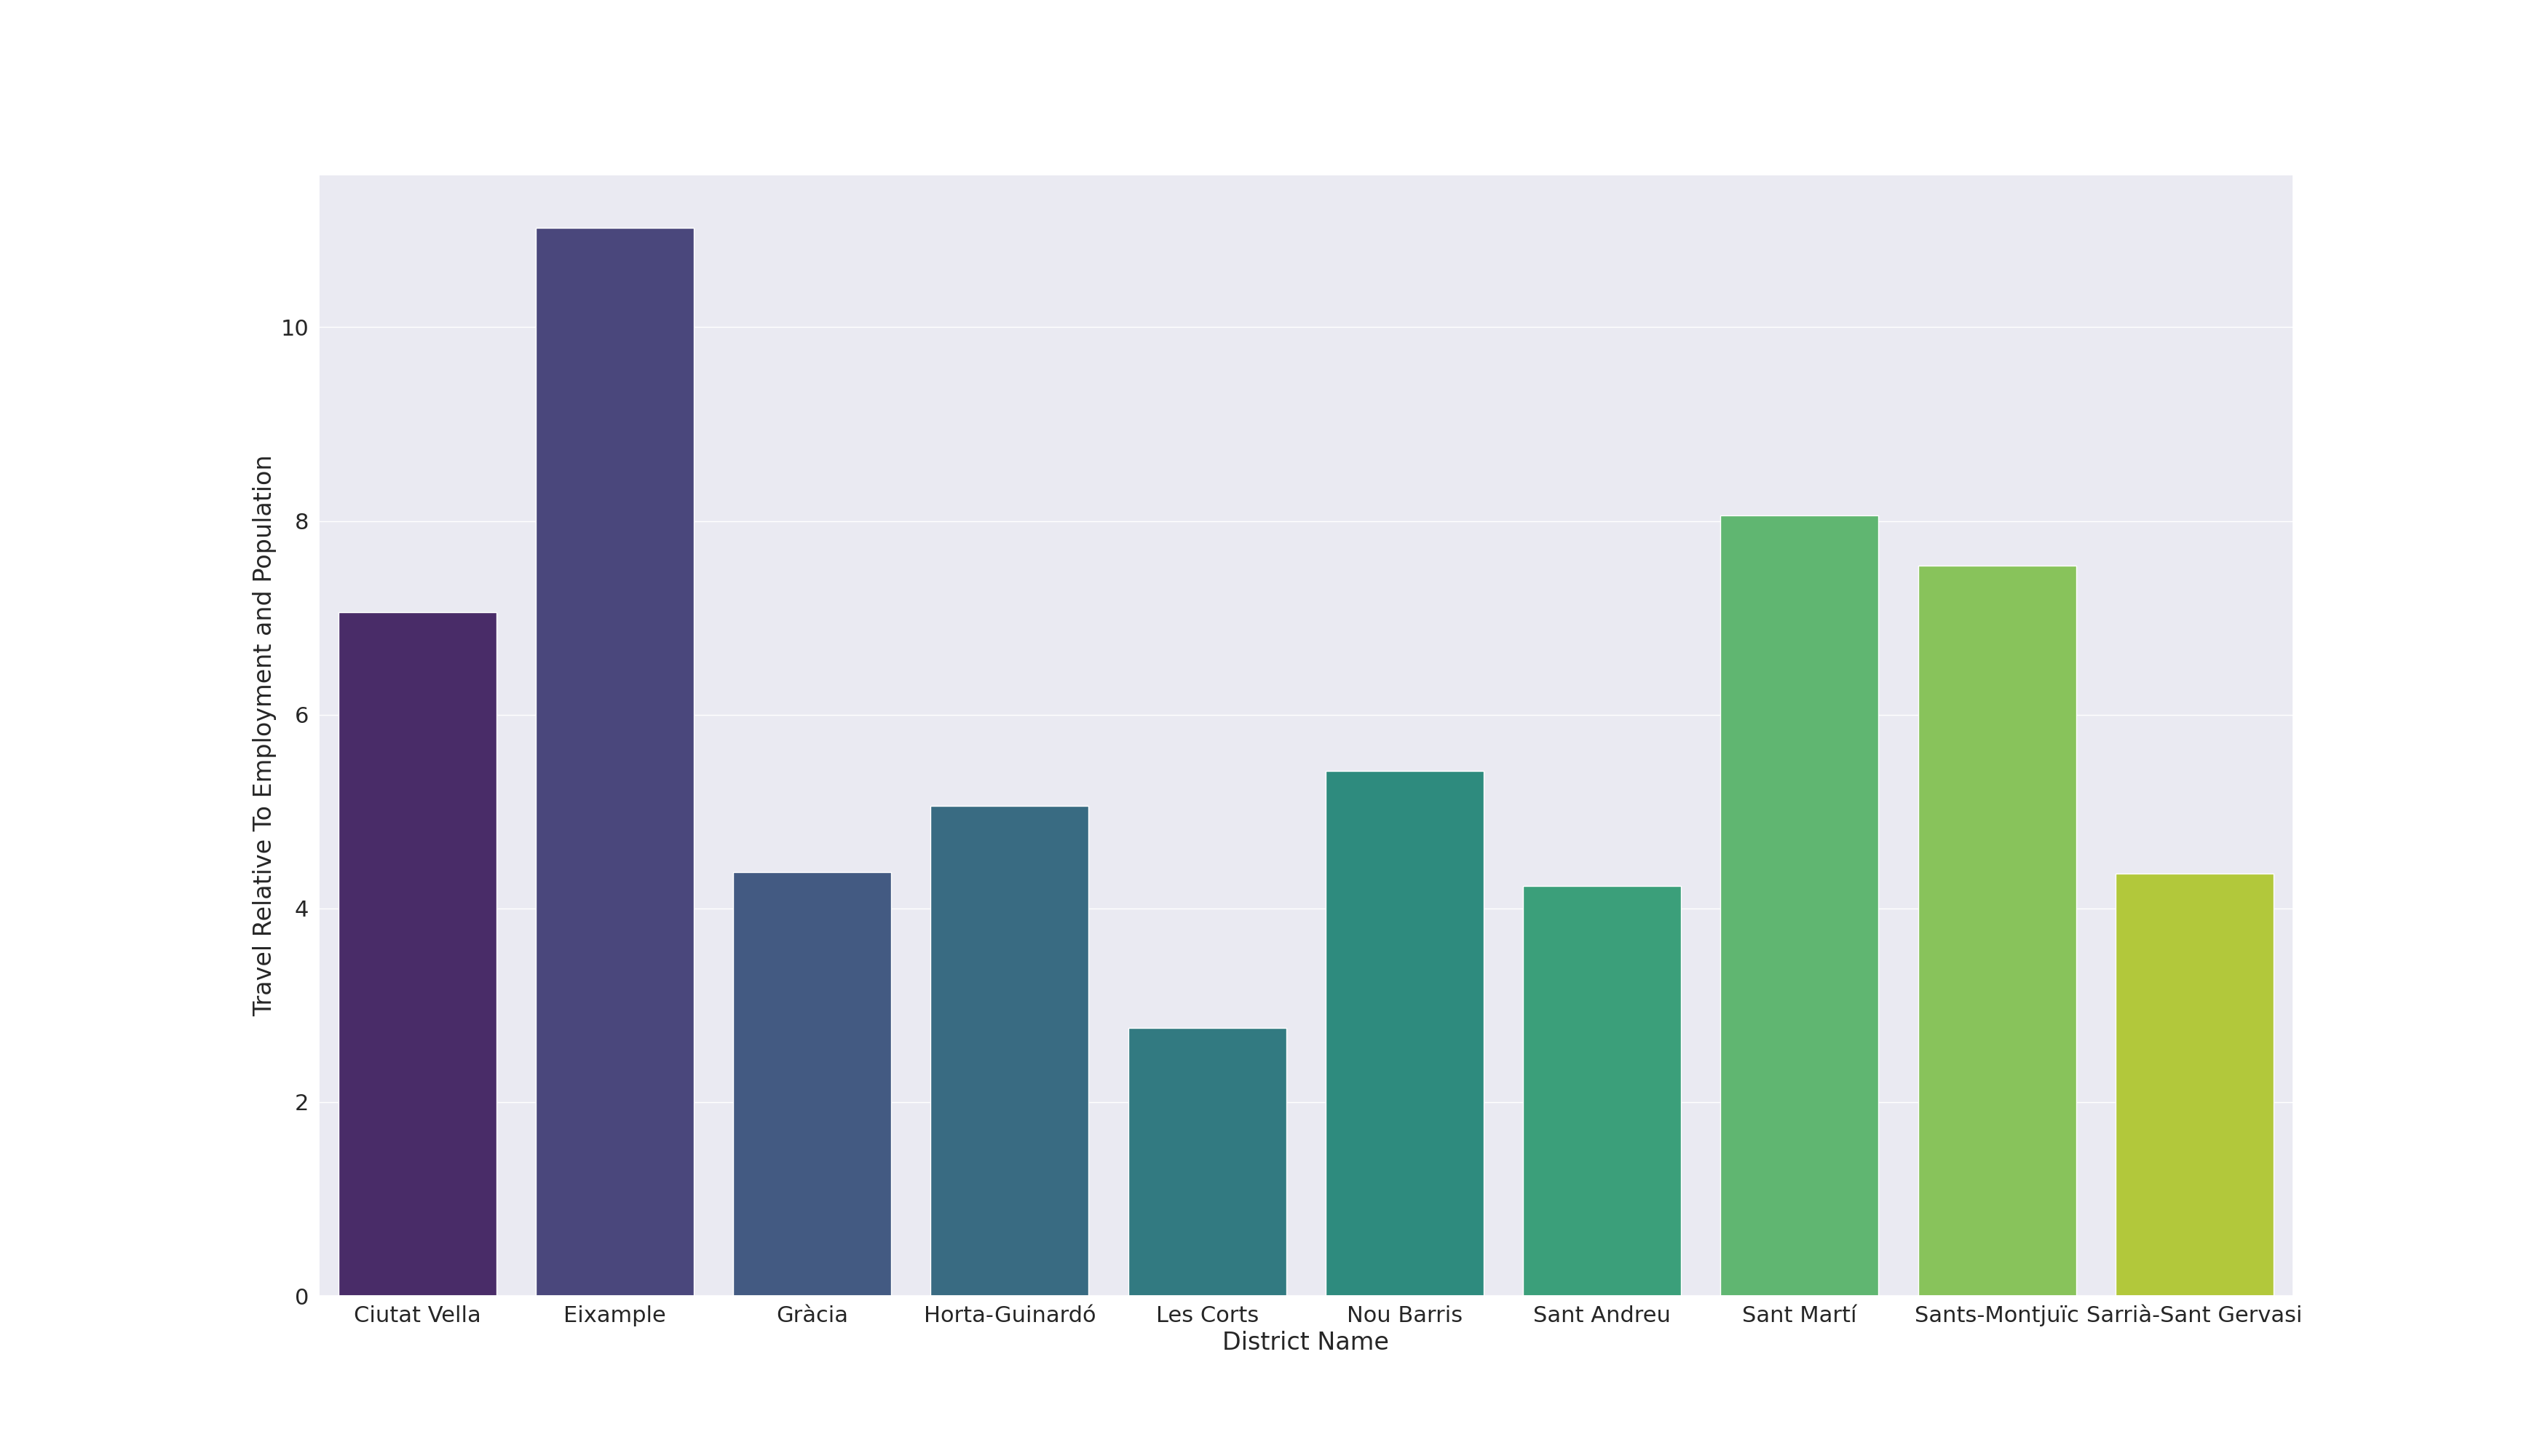 Travel Relative To Employment and Population
10
8
6
4
2
0
Ciutat Vella Eixample Gràcia Horta-Guinardó Les Corts Nou Barris Sant Andreu Sant Martí Sants-Montjuïc Sarrià-Sant Gervasi
District Name